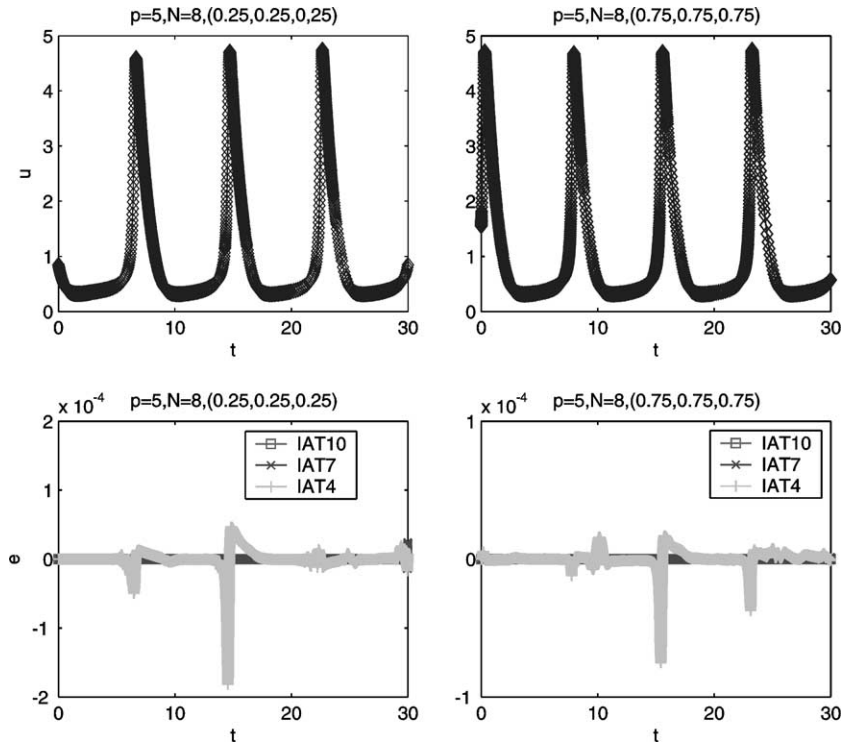 p=5,N=8,(0.25,0.25,0,25)
5
4
3
2
1
0
u
0 10 20 30
t
p=5,N=8,(0.75,0.75,0.75)
5
4
3
2
1
0
0 10 20 30
t
x 10^-4
p=5,N=8,(0.25,0.25,0.25)
2
1
0
-1
-2
e
IAT10
IAT7
IAT4
0 10 20 30
t
x 10^-4
p=5,N=8,(0.75,0.75,0.75)
1
0
-1
IAT10
IAT7
IAT4
0 10 20 30
t